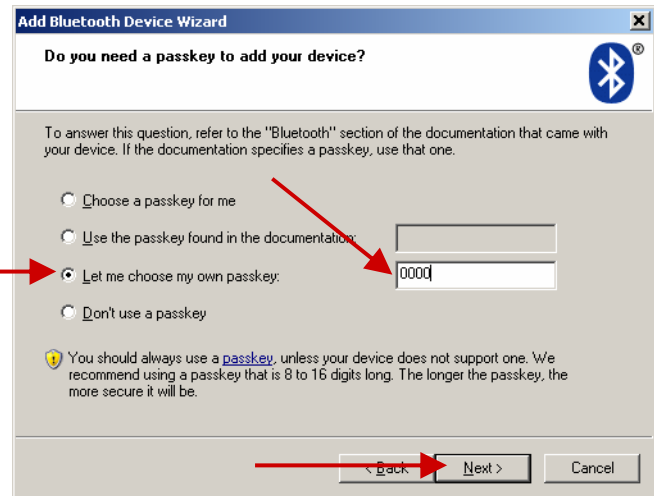 Add Bluetooth Device Wizard
Do you need a passkey to add your device?
®
To answer this question, refer to the "Bluetooth" section of the documentation that came with
your device. If the documentation specifies a passkey, use that one.
Choose a passkey for me
Use the passkey found in the documentation:
Let me choose my own passkey: 0000
Don't use a passkey
You should always use a passkey, unless your device does not support one. We
recommend using a passkey that is 8 to 16 digits long. The longer the passkey, the
more secure it will be.
< Back Next > Cancel